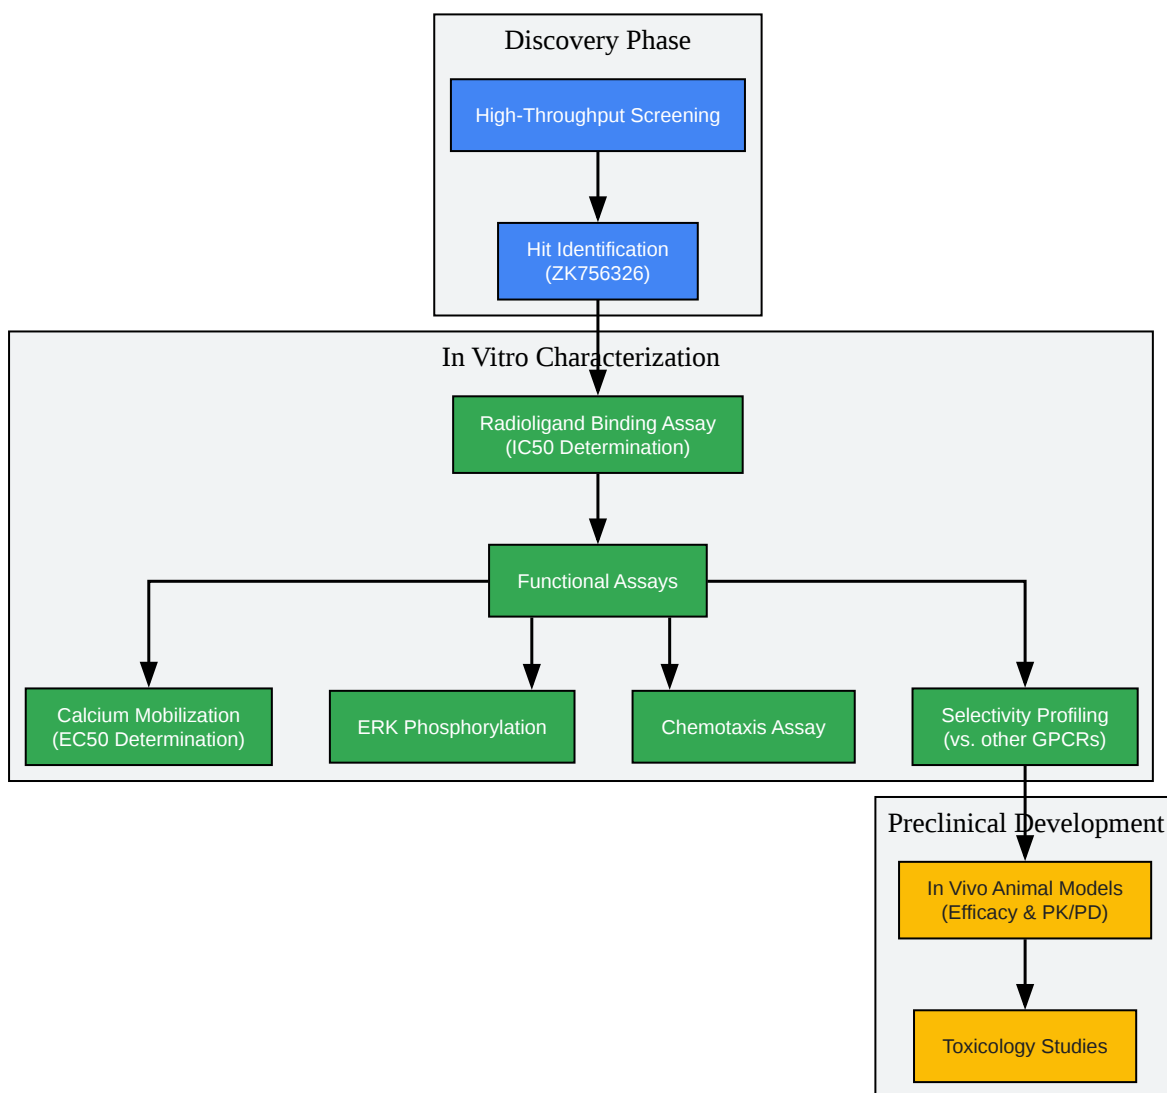 Discovery Phase
High-Throughput Screening
Hit Identification
(ZK756326)
In Vitro Characterization
Radioligand Binding Assay
(IC50 Determination)
Functional Assays
Calcium Mobilization
(EC50 Determination)
ERK Phosphorylation
Chemotaxis Assay
Selectivity Profiling
(vs. other GPCRs)
Preclinical Development
In Vivo Animal Models
(Efficacy & PK/PD)
Toxicology Studies